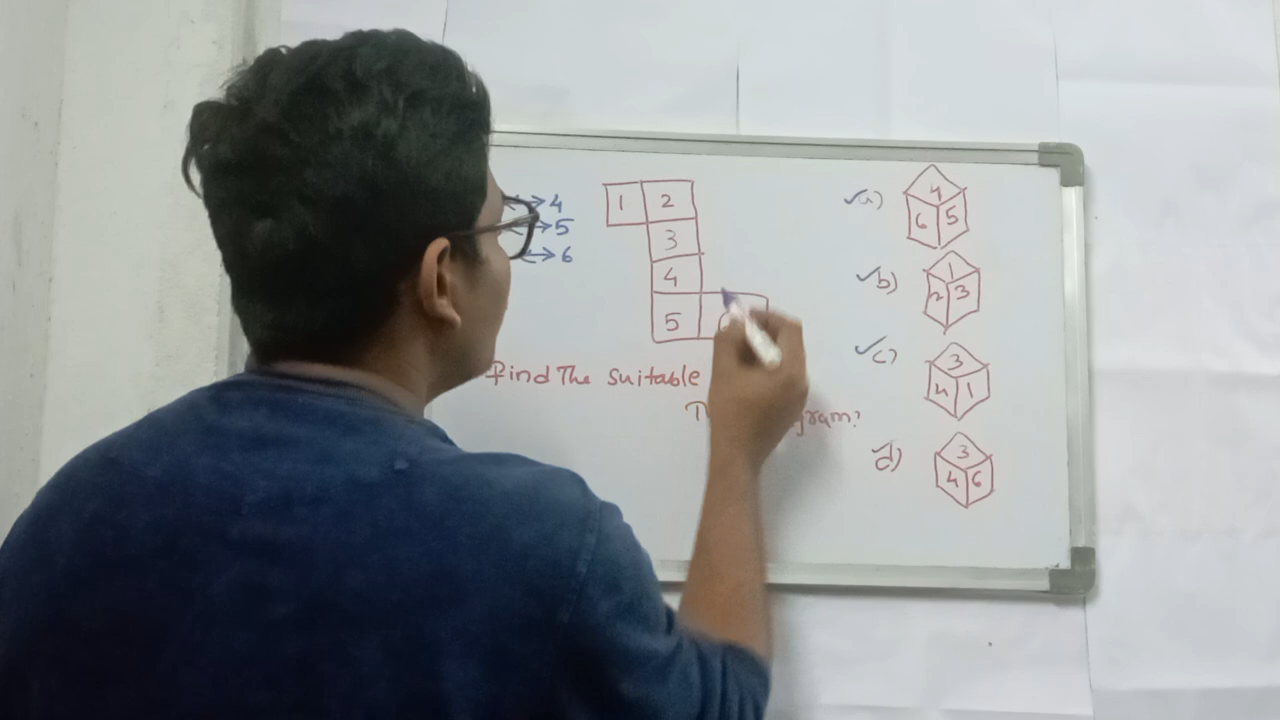 ↔4
↔5
↔6
1 2
3
4
5
find The suitable
gram?
✓a) 4 6 5
✓b) 1 2 3
✓c) 3 4 1
d) 3 4 6